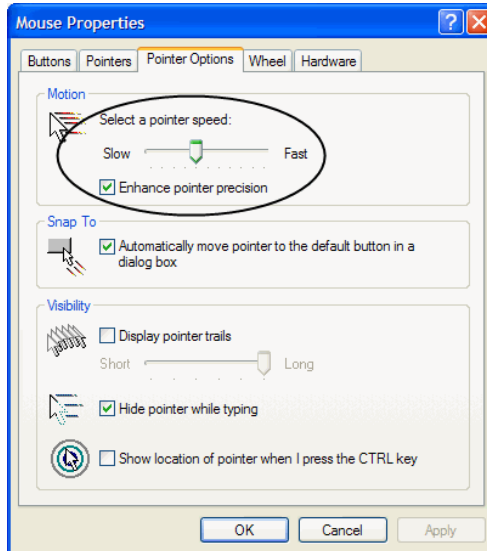 Mouse Properties
Buttons Pointers Pointer Options Wheel Hardware
Motion
Select a pointer speed:
Slow Fast
Enhance pointer precision
Snap To
Automatically move pointer to the default button in a
dialog box
Visibility
Display pointer trails
Short Long
Hide pointer while typing
Show location of pointer when I press the CTRL key
OK Cancel Apply